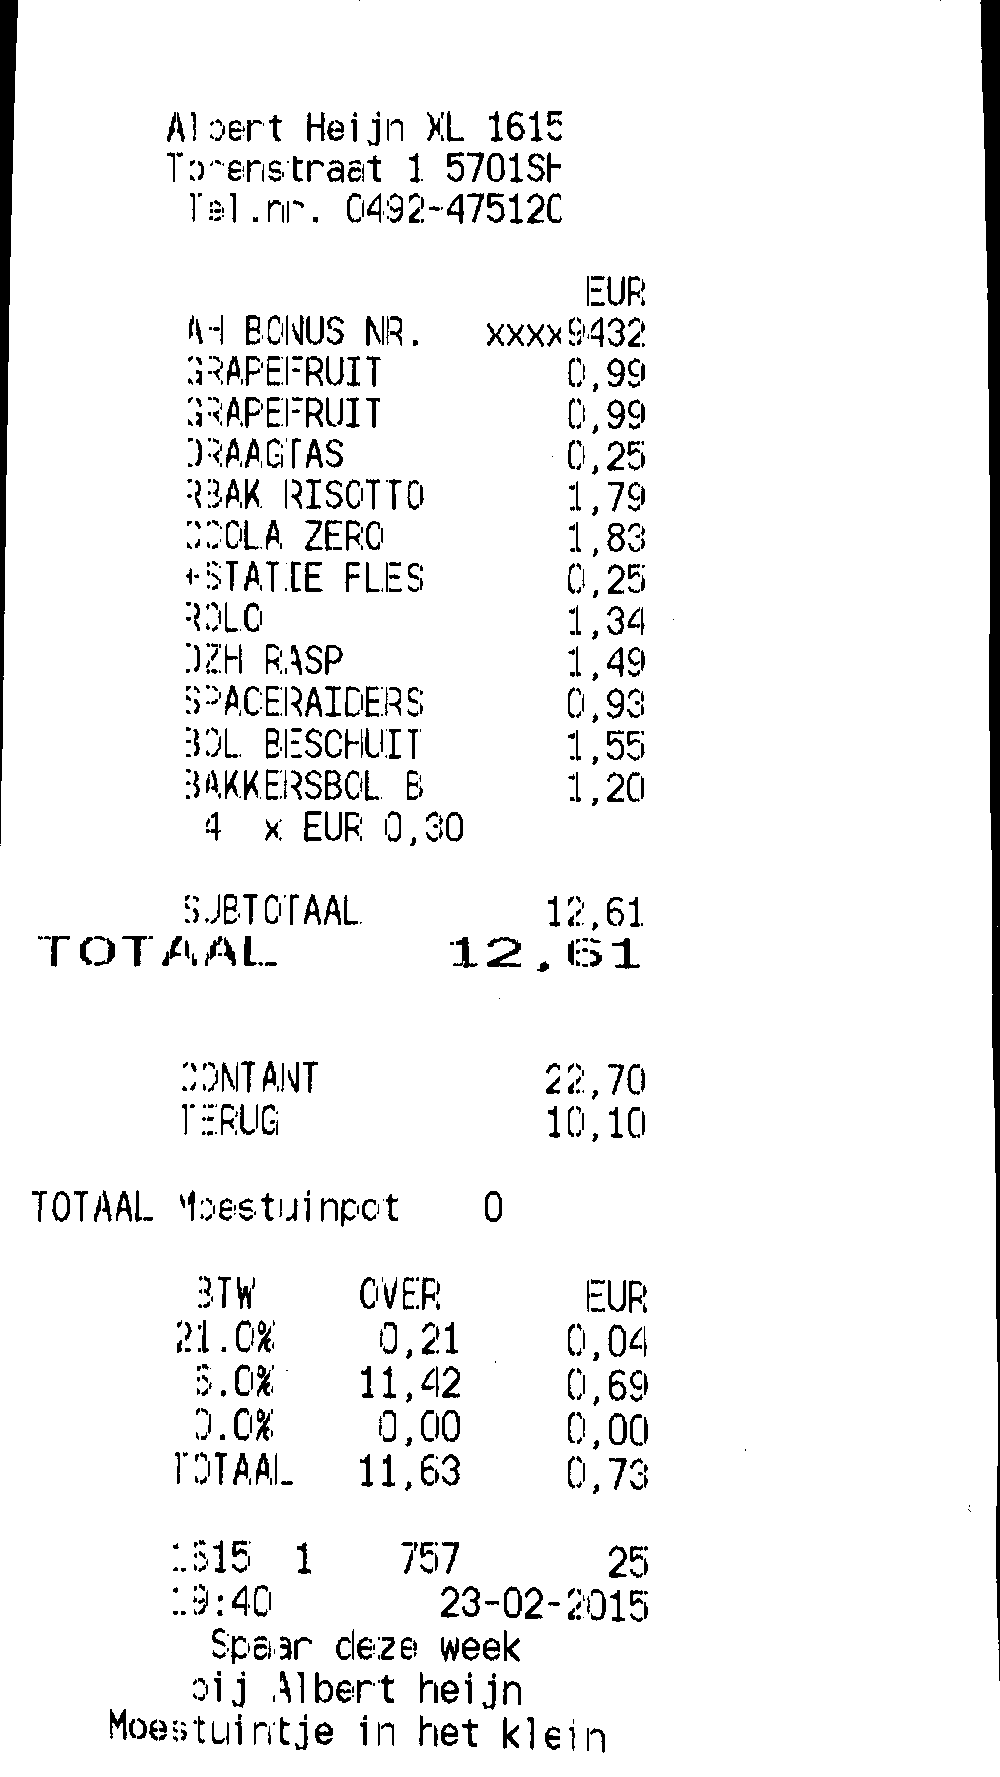 Albert Heijn XL 1615
Torenstraat 1 5701SH
Tel.nr. 0492-475120
EUR
AH BONUS NR. xxxx9432
GRAPEFRUIT 0,99
GRAPEFRUIT 0,99
DRAAGTAS 0,25
RBAK RISOTTO 1,79
CCOLA ZERO 1,83
+STATIE FLES 0,25
ROLO 1,34
OZH RASP 1,49
SPACERAIDERS 0,93
BOL BESCHUIT 1,55
BAKKERSBOL B 1,20
4 x EUR 0,30
SUBTOTAAL 12,61
TOTAAL 12,61
CONTANT 22,70
TERUG 10,10
TOTAAL Moestuinpot 0
BTW OVER EUR
21.0% 0,21 0,04
6.0% 11,42 0,69
0.0% 0,00 0,00
TOTAAL 11,63 0,73
1615 1 757 25
19:40 23-02-2015
Spaar deze week
bij Albert heijn
Moestuintje in het klein